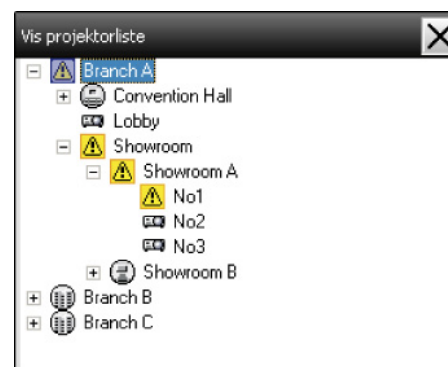 Vis projektorliste
Branch A
Convention Hall
Lobby
Showroom
Showroom A
No1
No2
No3
Showroom B
Branch B
Branch C